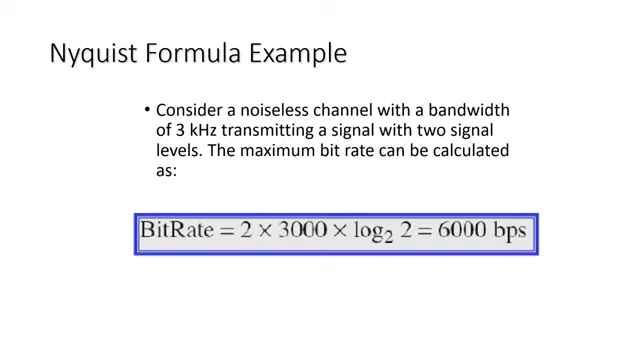 Nyquist Formula Example
• Consider a noiseless channel with a bandwidth
of 3 kHz transmitting a signal with two signal
levels. The maximum bit rate can be calculated
as:
BitRate = 2 × 3000 × log₂ 2 = 6000 bps